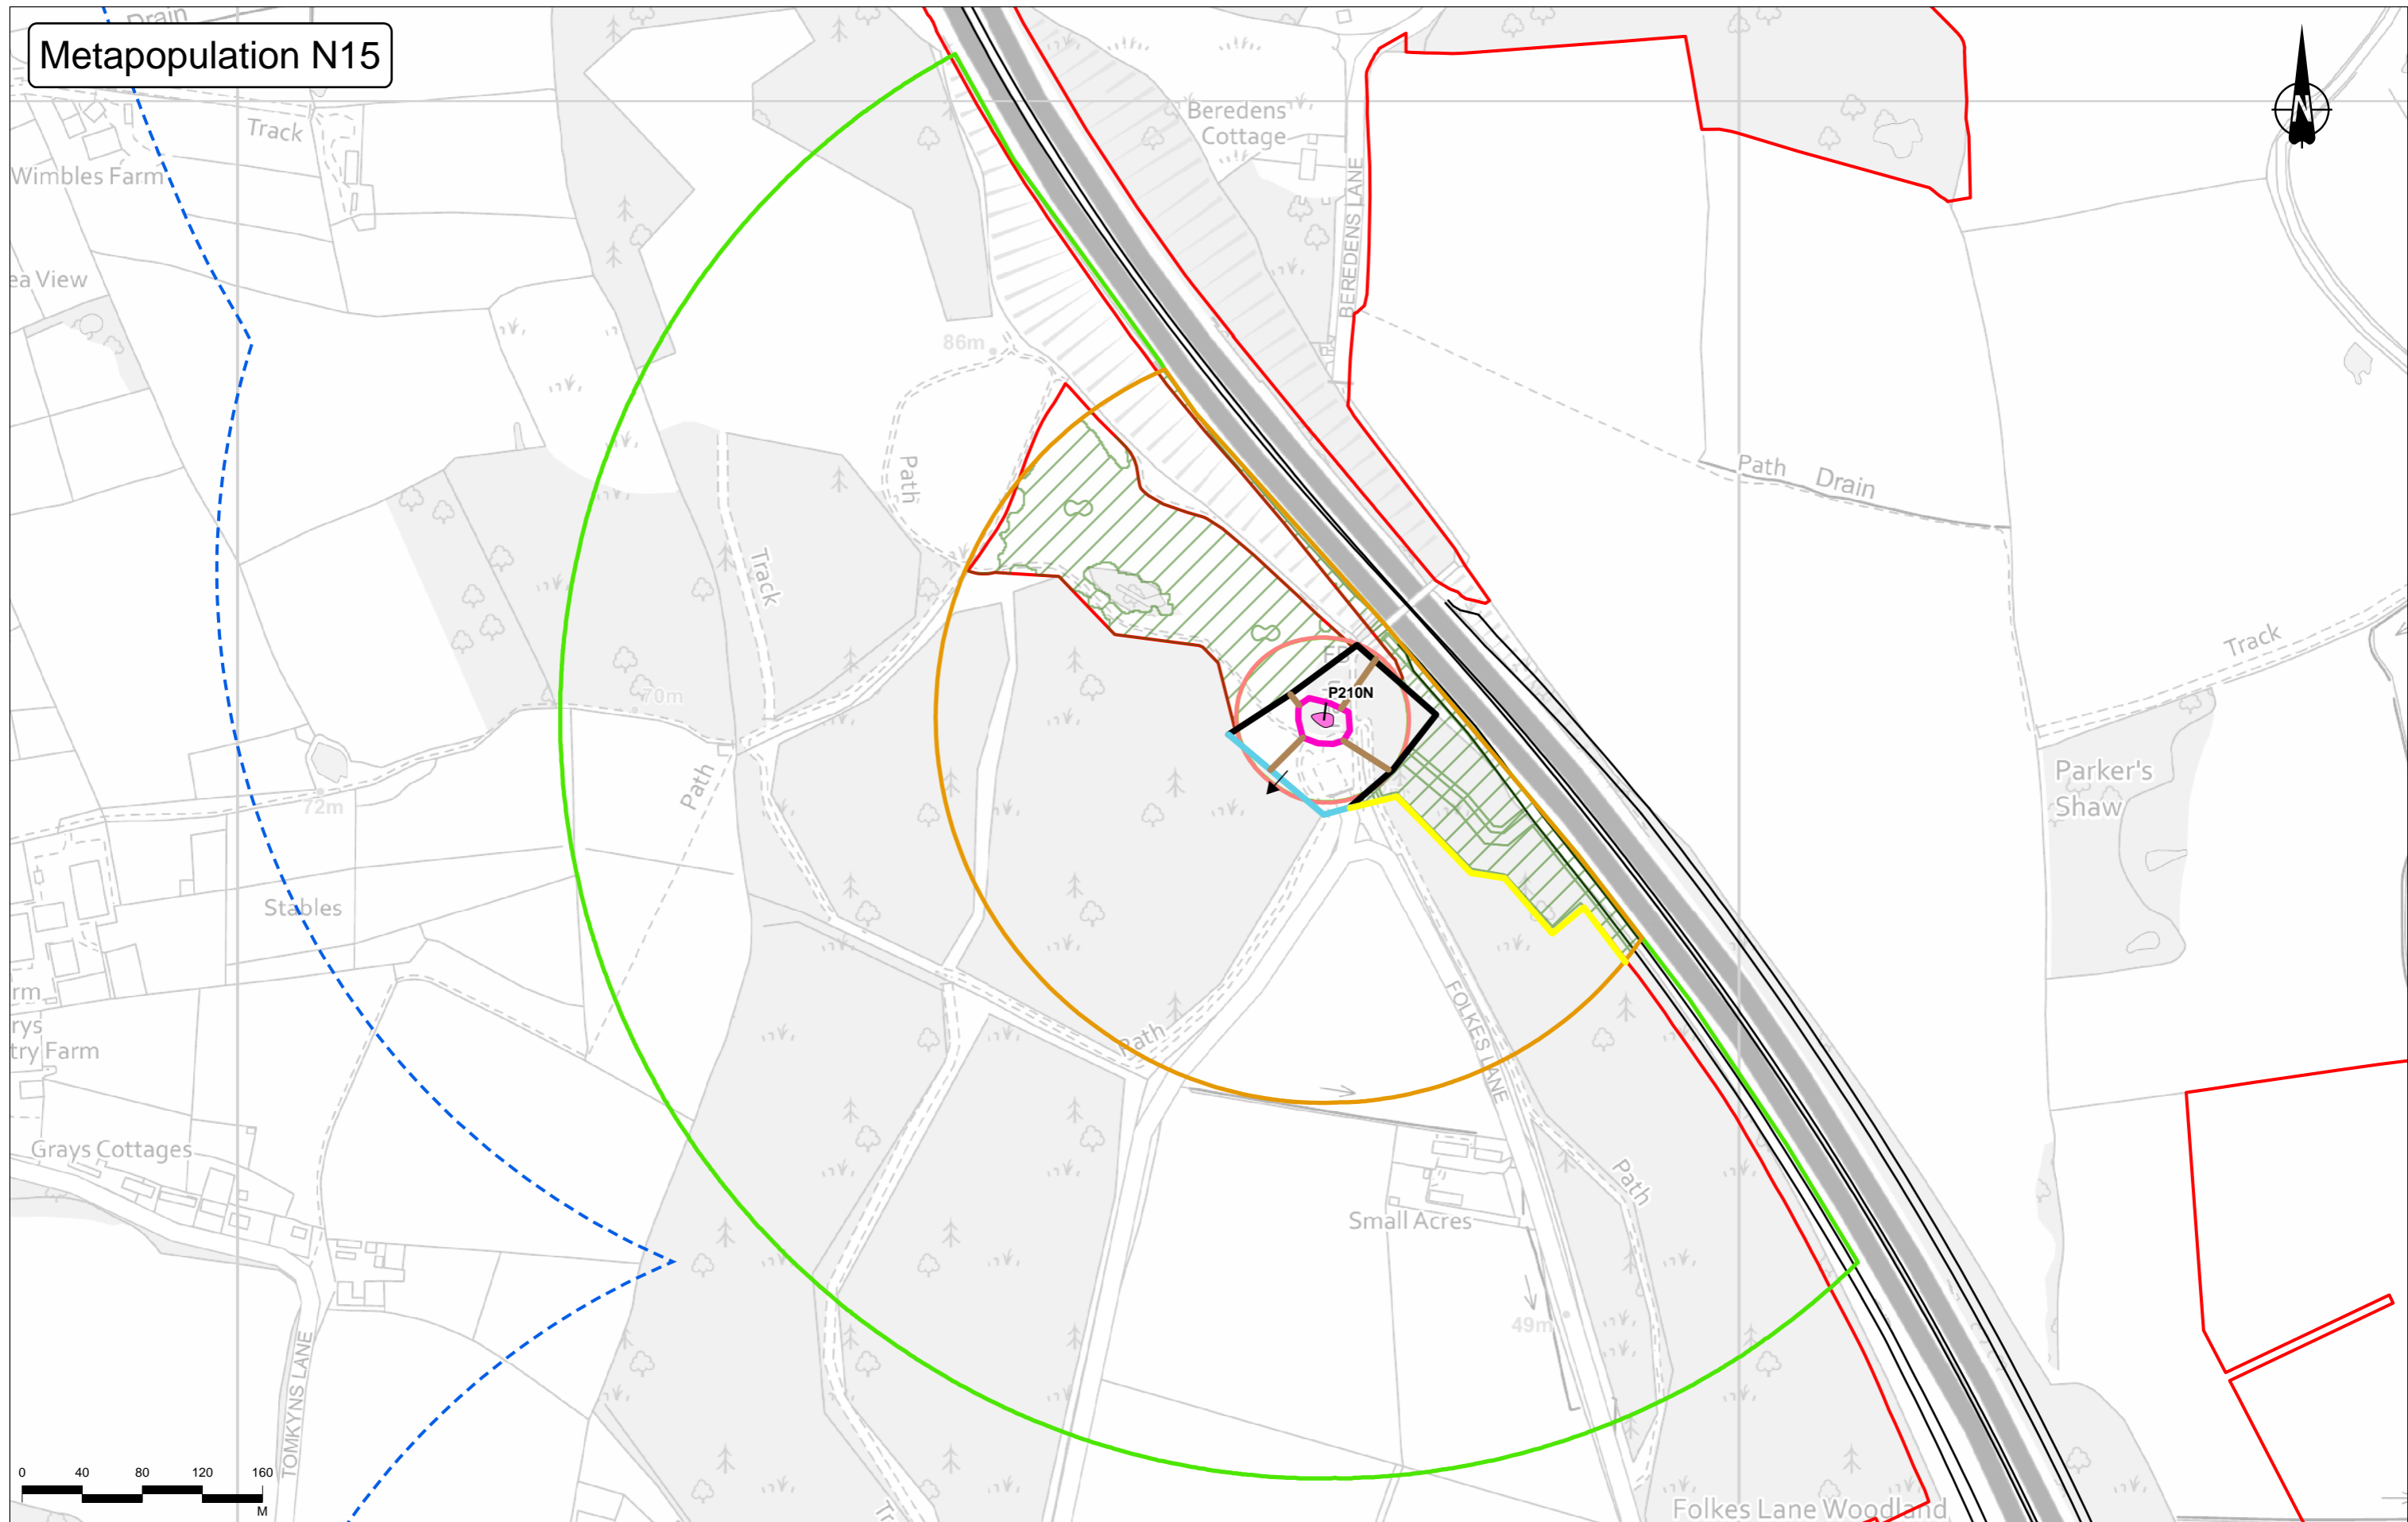 Metapopulation N15
Drain
N
Track
Beredens
Cottage
Wimbles Farm
BEREDENS LANE
ea View
86m
Path
Path
Drain
Track
Track
P210N
70m
Parker's
Shaw
72m
Path
Stables
rm
rys
try Farm
Path
FOLKES LANE
Grays Cottages
Path
Small Acres
49m
TOMKYNS LANE
0 40 80 120 160
M
Tr
Folkes Lane Woodland